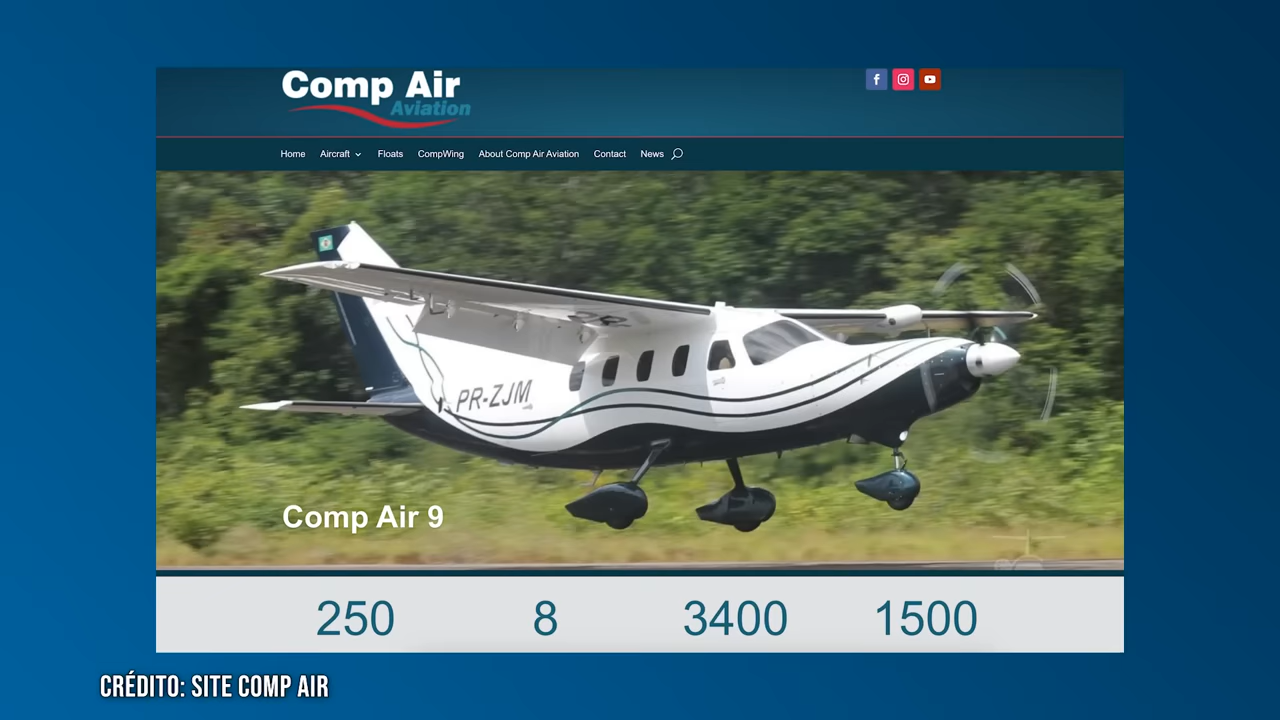 Comp Air
Aviation
Home Aircraft Floats CompWing About Comp Air Aviation Contact News
PR-ZJM
Comp Air 9
250 8 3400 1500
CRÉDITO: SITE COMP AIR